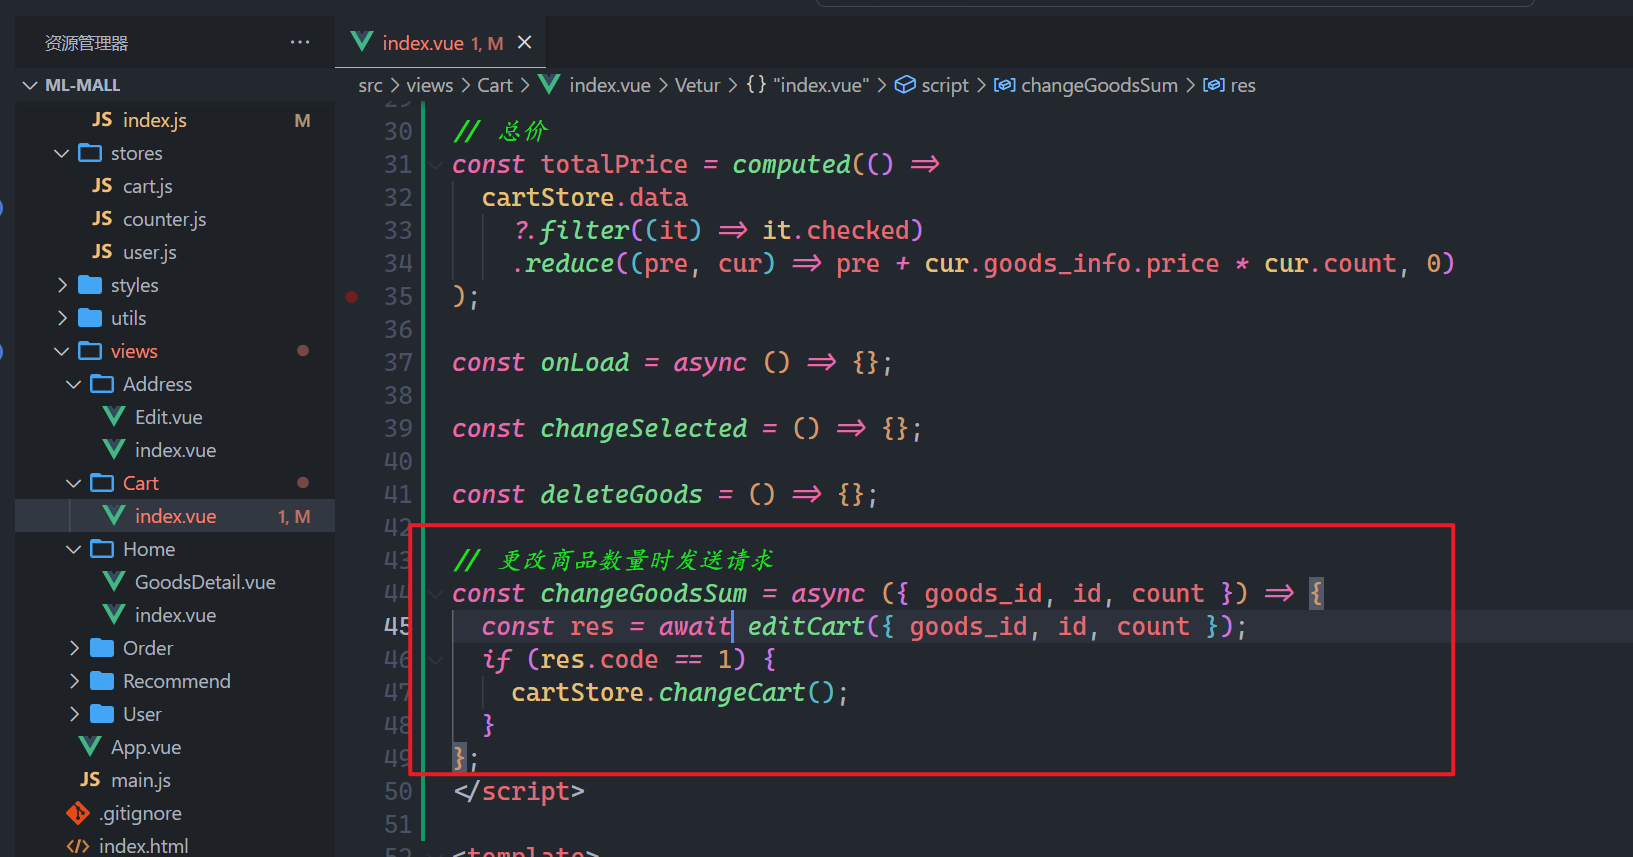 资源管理器 ···
index.vue 1, M ×
ML-MALL
src > views > Cart > index.vue > Vetur > {} "index.vue" > script > changeGoodsSum > res
JS index.js M
stores
JS cart.js
JS counter.js
JS user.js
styles
utils
views
Address
Edit.vue
index.vue
Cart
index.vue 1, M
Home
GoodsDetail.vue
index.vue
Order
Recommend
User
App.vue
JS main.js
.gitignore
index.html
29
30 // 总价
31 const totalPrice = computed(() =>
32 cartStore.data
33 ?.filter((it) => it.checked)
34 .reduce((pre, cur) => pre + cur.goods_info.price * cur.count, 0)
35 );
36
37 const onLoad = async () => {};
38
39 const changeSelected = () => {};
40
41 const deleteGoods = () => {};
42
43 // 更改商品数量时发送请求
44 const changeGoodsSum = async ({ goods_id, id, count }) => {
45 const res = await editCart({ goods_id, id, count });
46 if (res.code == 1) {
47 cartStore.changeCart();
48 }
49 };
50 </script>
51
52 <template>